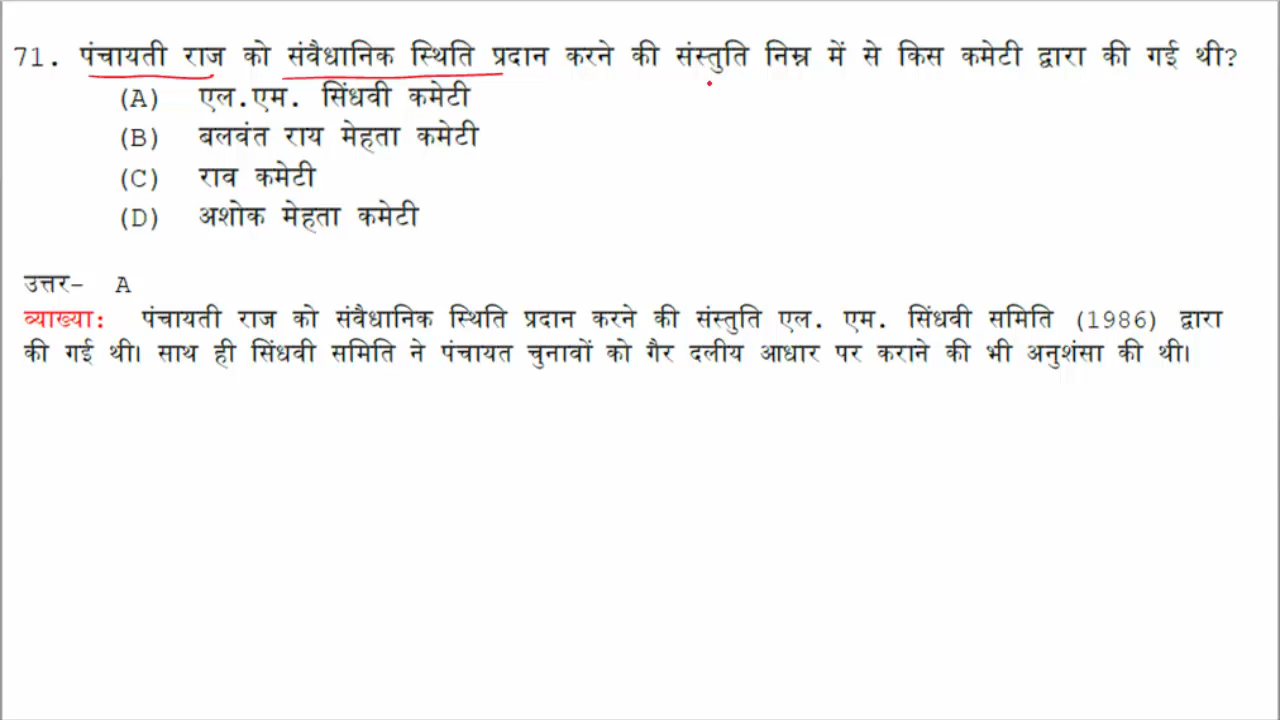 71. पंचायती राज को संवैधानिक स्थिति प्रदान करने की संस्तुति निम्न में से किस कमेटी द्वारा की गई थी?
(A) एल.एम. सिंधवी कमेटी
(B) बलवंत राय मेहता कमेटी
(C) राव कमेटी
(D) अशोक मेहता कमेटी
उत्तर- A
व्याख्या: पंचायती राज को संवैधानिक स्थिति प्रदान करने की संस्तुति एल. एम. सिंधवी समिति (1986) द्वारा
की गई थी। साथ ही सिंधवी समिति ने पंचायत चुनावों को गैर दलीय आधार पर कराने की भी अनुशंसा की थी।